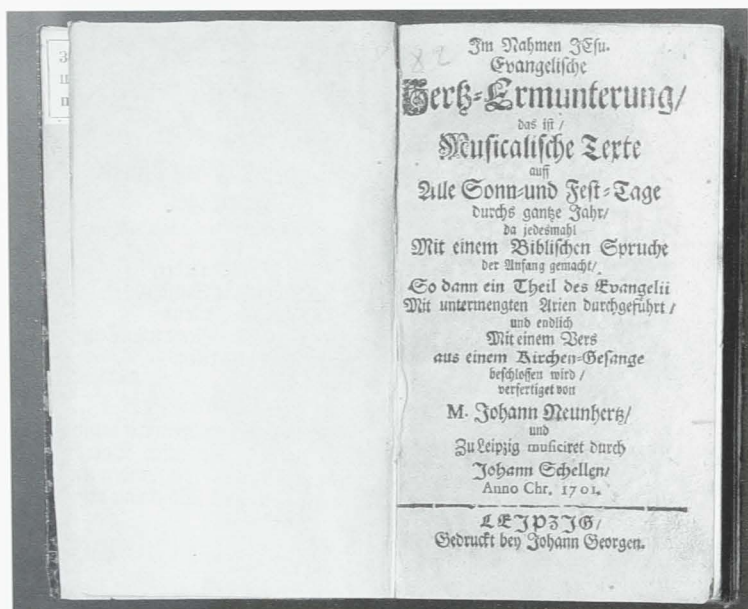 Im Nahmen JEsu.
Evangelische
Hertz-Ermunterung/
das ist/
Musicalische Texte
auff
Alle Sonn-und Fest-Tage
durchs gantze Jahr/
da jedesmahl
Mit einem Biblischen Spruche
der Anfang gemacht/
So dann ein Theil des Evangelii
Mit untermengten Arien durchgeführt/
und endlich
Mit einem Vers
aus einem Kirchen-Gesange
beschlossen wird/
verfertiget von
M. Johann Neunhertz/
und
Zu Leipzig musiciret durch
Johann Schellen/
Anno Chr. 1701.
LEJPZJG/
Gedruckt bey Johann Georgen.